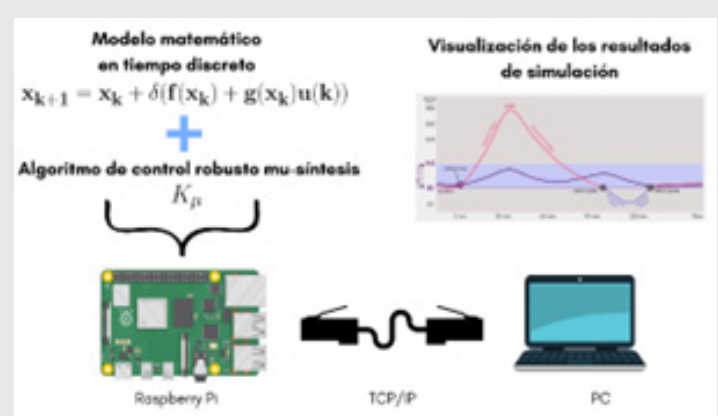 Modelo matemático
en tiempo discreto
x_{k+1} = x_k + δ(f(x_k) + g(x_k)u(k))
+
Algoritmo de control robusto mu-síntesis
K_μ
Visualización de los resultados
de simulación
Raspberry Pi
TCP/IP
PC